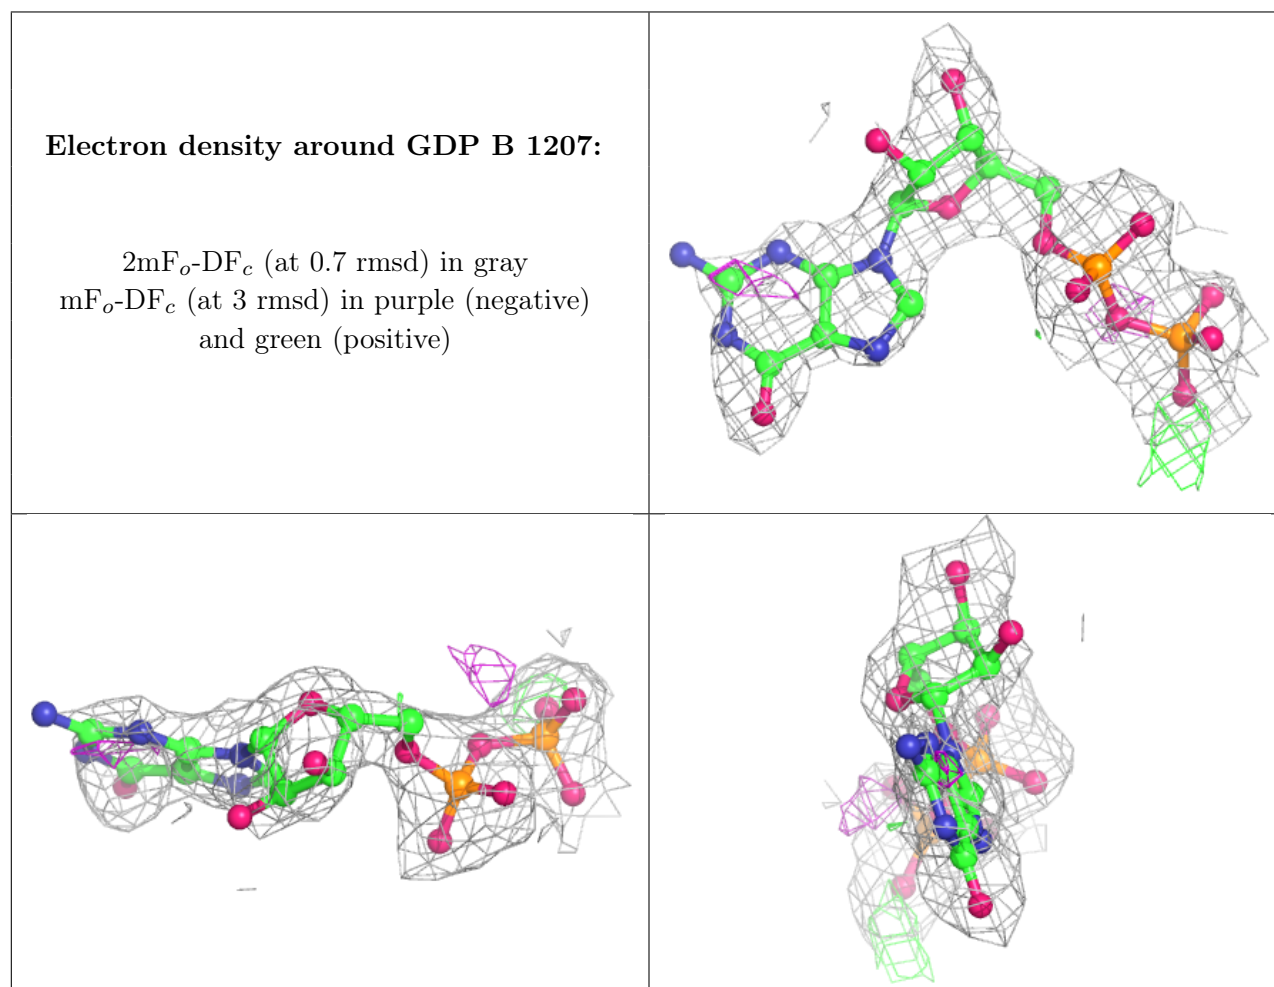 Electron density around GDP B 1207:
2mFo-DFc (at 0.7 rmsd) in gray
mFo-DFc (at 3 rmsd) in purple (negative)
and green (positive)